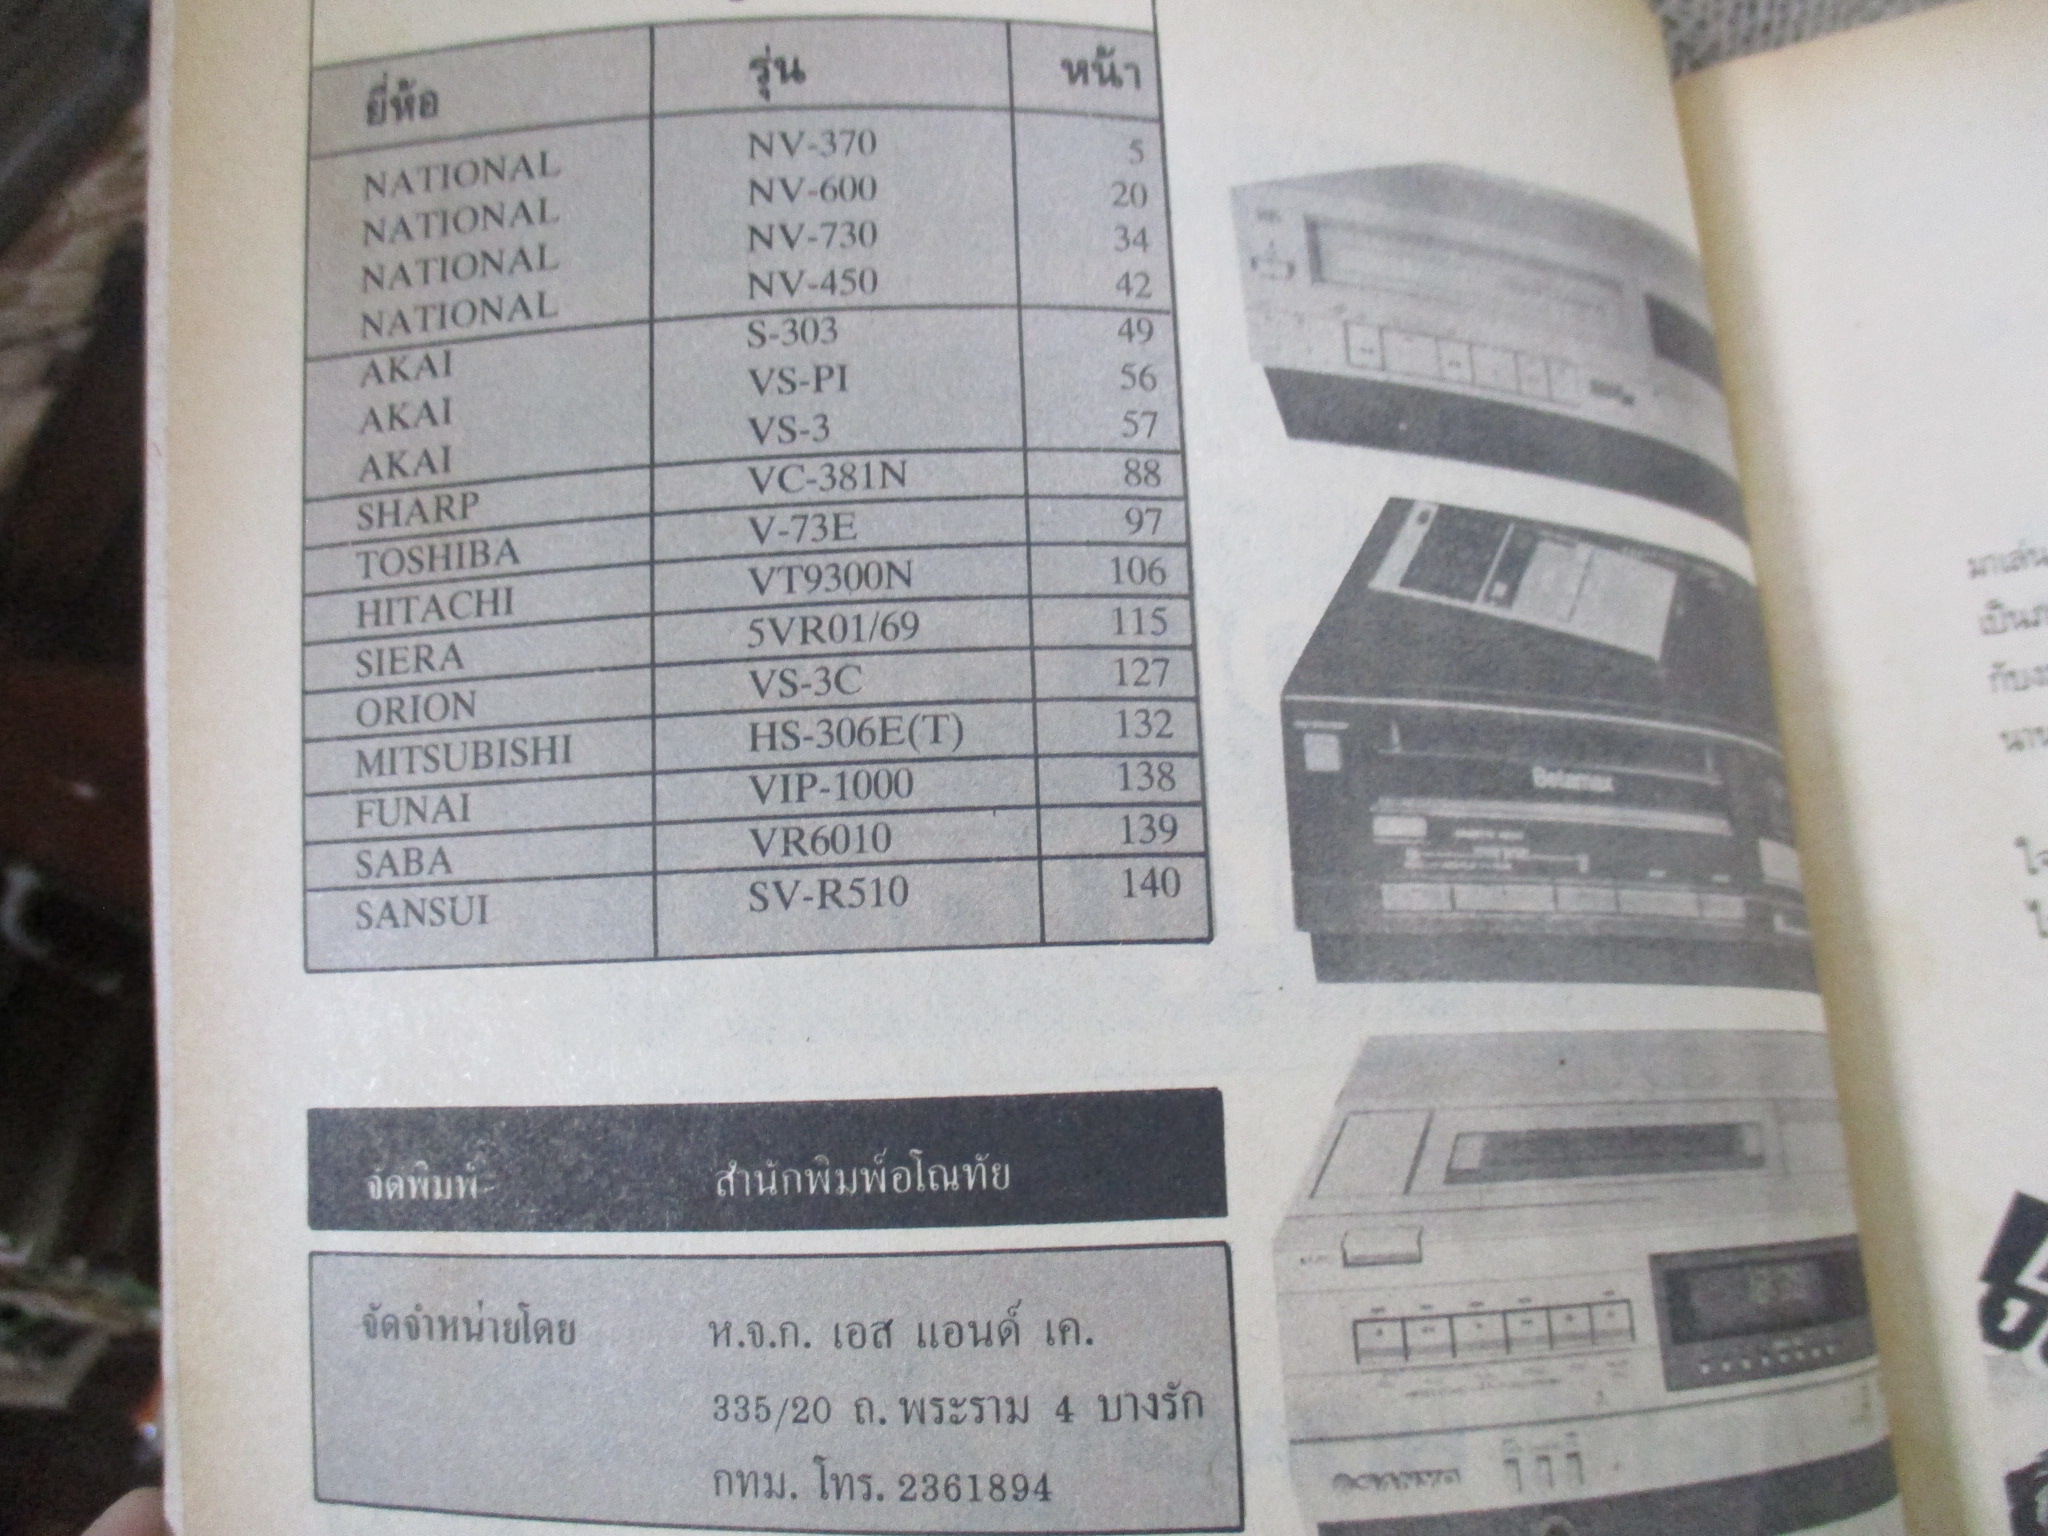 ยี่ห้อ รุ่น หน้า
NATIONAL NV-370 5
NATIONAL NV-600 20
NATIONAL NV-730 34
NATIONAL NV-450 42
AKAI S-303 49
AKAI VS-PI 56
AKAI VS-3 57
SHARP VC-381N 88
TOSHIBA V-73E 97
HITACHI VT9300N 106
SIERA 5VR01/69 115
ORION VS-3C 127
MITSUBISHI HS-306E(T) 132
FUNAI VIP-1000 138
SABA VR6010 139
SANSUI SV-R510 140
Betamax
จัดพิมพ์ สำนักพิมพ์อโณทัย
จัดจำหน่ายโดย ห.จ.ก. เอส แอนด์ เค.
335/20 ถ. พระราม 4 บางรัก
กทม. โทร. 2361894